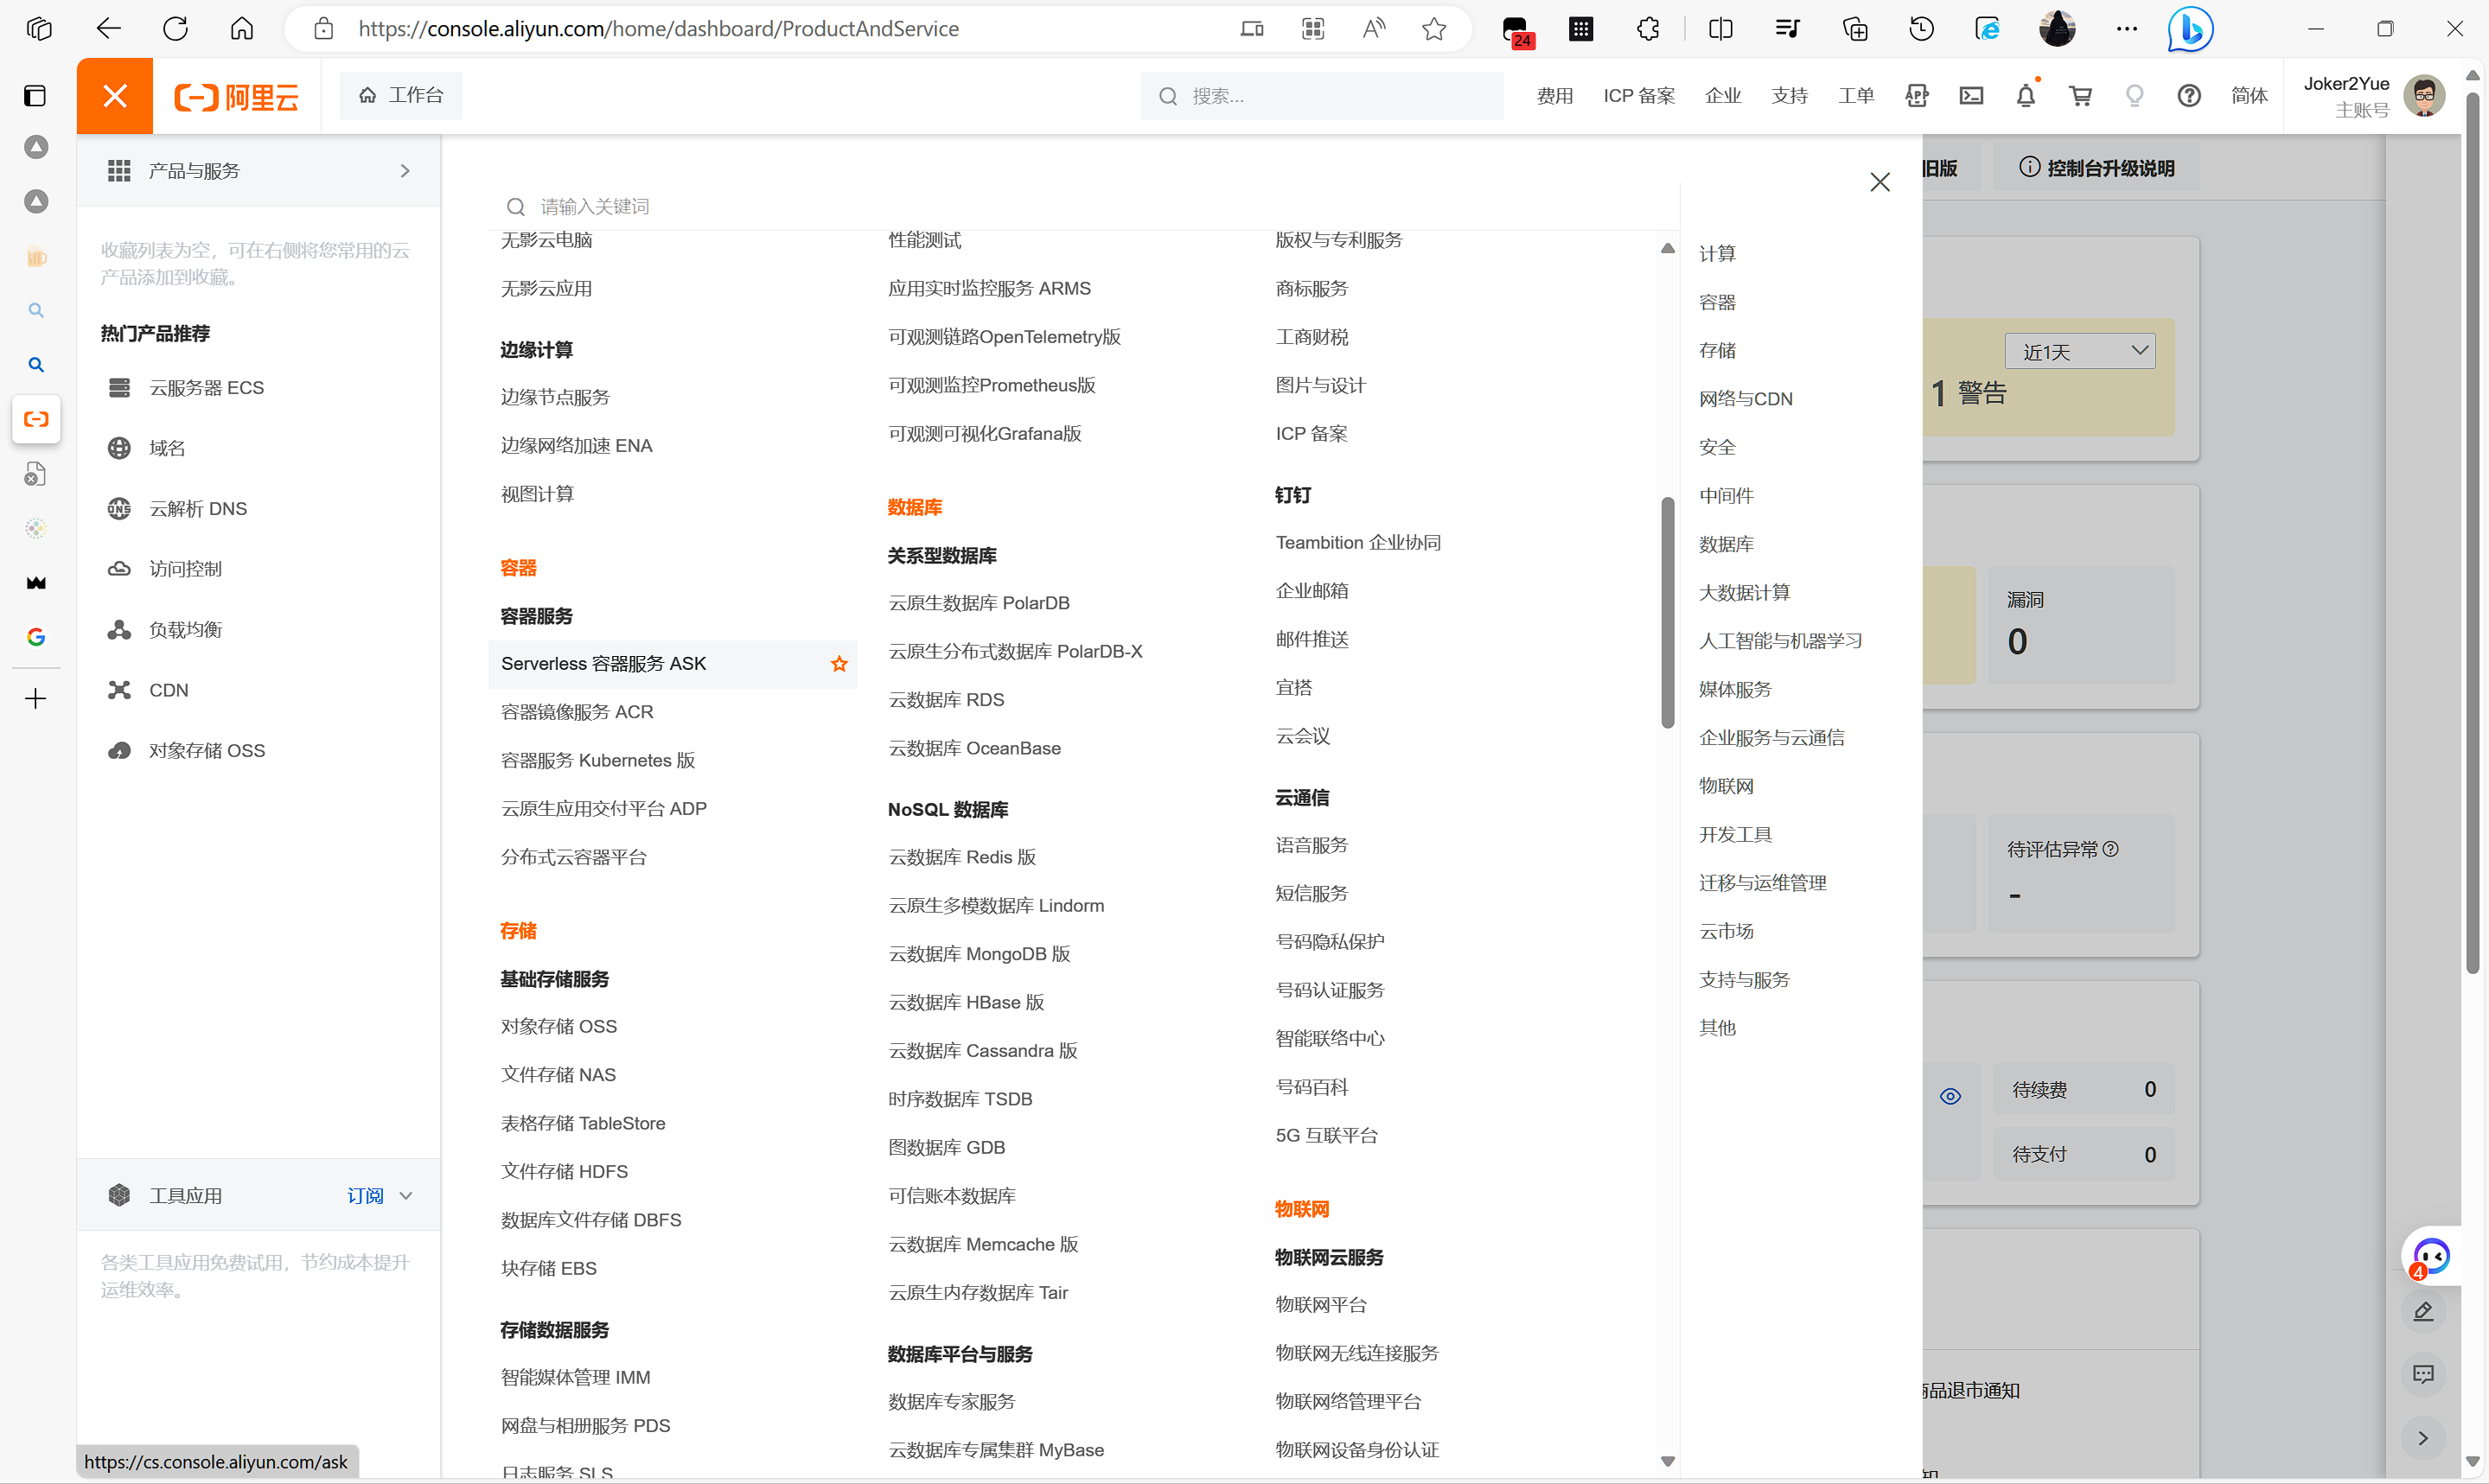 https://console.aliyun.com/home/dashboard/ProductAndService
24
阿里云
工作台
搜索...
费用
ICP 备案
企业
支持
工单
简体
Joker2Yue
主账号
产品与服务
收藏列表为空，可在右侧将您常用的云
产品添加到收藏。
热门产品推荐
云服务器 ECS
域名
云解析 DNS
访问控制
负载均衡
CDN
对象存储 OSS
工具应用
订阅
各类工具应用免费试用，节约成本提升
运维效率。
https://cs.console.aliyun.com/ask
请输入关键词
无影云电脑
无影云应用
边缘计算
边缘节点服务
边缘网络加速 ENA
视图计算
容器
容器服务
Serverless 容器服务 ASK
容器镜像服务 ACR
容器服务 Kubernetes 版
云原生应用交付平台 ADP
分布式云容器平台
存储
基础存储服务
对象存储 OSS
文件存储 NAS
表格存储 TableStore
文件存储 HDFS
数据库文件存储 DBFS
块存储 EBS
存储数据服务
智能媒体管理 IMM
网盘与相册服务 PDS
日志服务 SLS
性能测试
应用实时监控服务 ARMS
可观测链路OpenTelemetry版
可观测监控Prometheus版
可观测可视化Grafana版
数据库
关系型数据库
云原生数据库 PolarDB
云原生分布式数据库 PolarDB-X
云数据库 RDS
云数据库 OceanBase
NoSQL 数据库
云数据库 Redis 版
云原生多模数据库 Lindorm
云数据库 MongoDB 版
云数据库 HBase 版
云数据库 Cassandra 版
时序数据库 TSDB
图数据库 GDB
可信账本数据库
云数据库 Memcache 版
云原生内存数据库 Tair
数据库平台与服务
数据库专家服务
云数据库专属集群 MyBase
版权与专利服务
商标服务
工商财税
图片与设计
ICP 备案
钉钉
Teambition 企业协同
企业邮箱
邮件推送
宜搭
云会议
云通信
语音服务
短信服务
号码隐私保护
号码认证服务
智能联络中心
号码百科
5G 互联平台
物联网
物联网云服务
物联网平台
物联网无线连接服务
物联网络管理平台
物联网设备身份认证
计算
容器
存储
网络与CDN
安全
中间件
数据库
大数据计算
人工智能与机器学习
媒体服务
企业服务与云通信
物联网
开发工具
迁移与运维管理
云市场
支持与服务
其他
旧版
控制台升级说明
近1天
1 警告
漏洞
0
待评估异常
-
待续费 0
待支付 0
4
商品退市通知